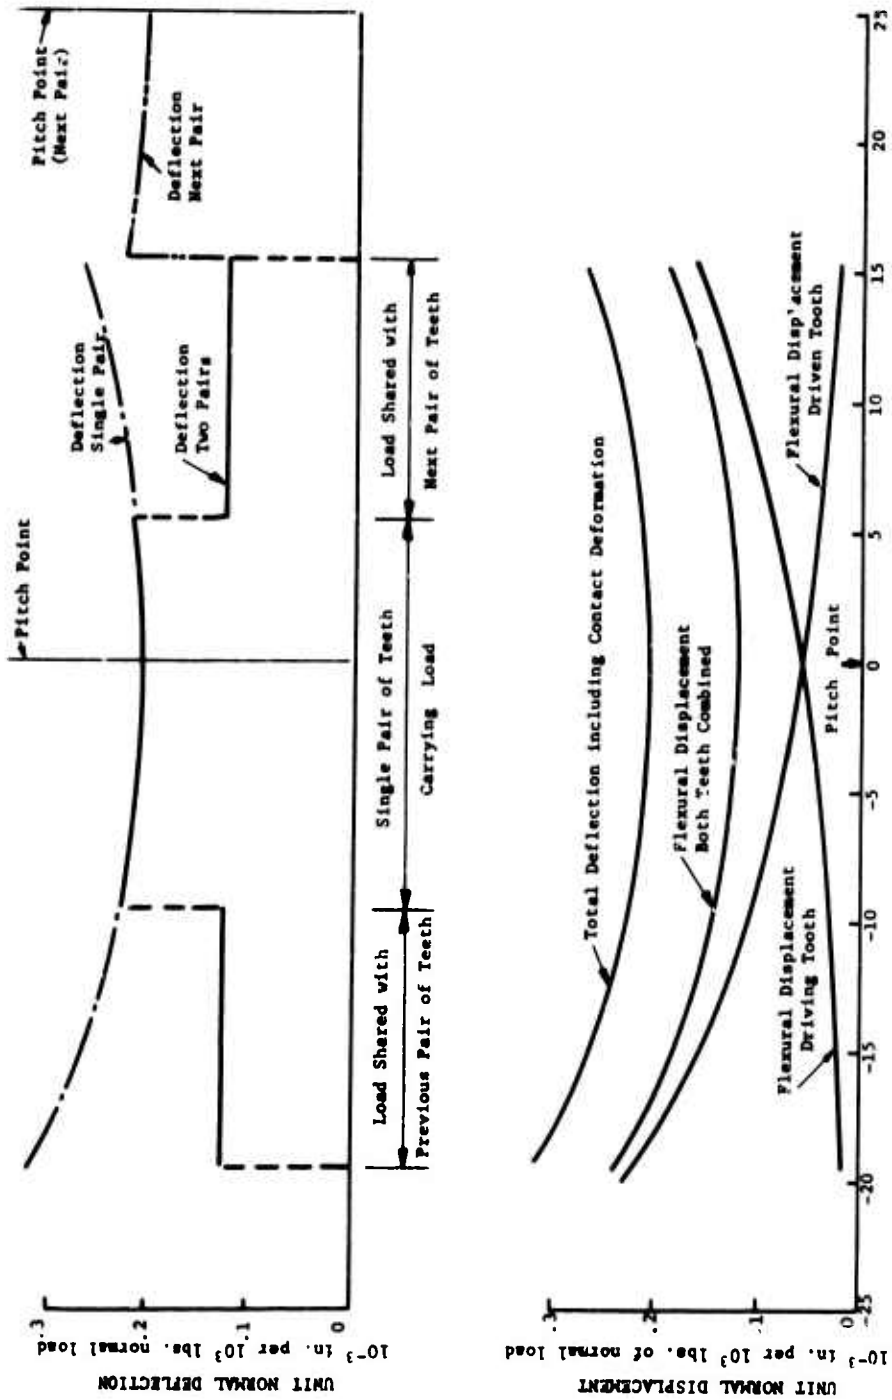 Pitch Point
(Next Pair)
Pitch Point
Deflection
Single Pair
Deflection
Next Pair
Deflection
Two Pairs
UNIT NORMAL DEFLECTION
10⁻³ in. per 10³ lbs. normal load
.3
.2
.1
0
Load Shared with
Previous Pair of Teeth
Single Pair of Teeth
Carrying Load
Load Shared with
Next Pair of Teeth
UNIT NORMAL DISPLACEMENT
10⁻³ in. per 10³ lbs. of normal load
.3
.2
.1
0
Total Deflection including Contact Deformation
Flexural Displacement
Both Teeth Combined
Flexural Displacement
Driving Tooth
Flexural Disp'acement
Driven Tooth
Pitch Point
-25
-20
-15
-10
-5
0
5
10
15
20
25